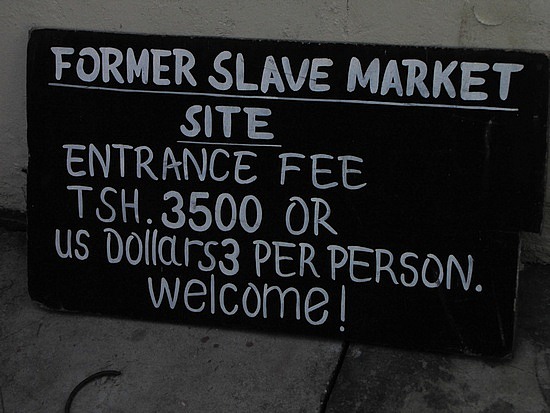 FORMER SLAVE MARKET
SITE
ENTRANCE FEE
TSH. 3500 OR
us Dollars3 PER PERSON.
welcome!